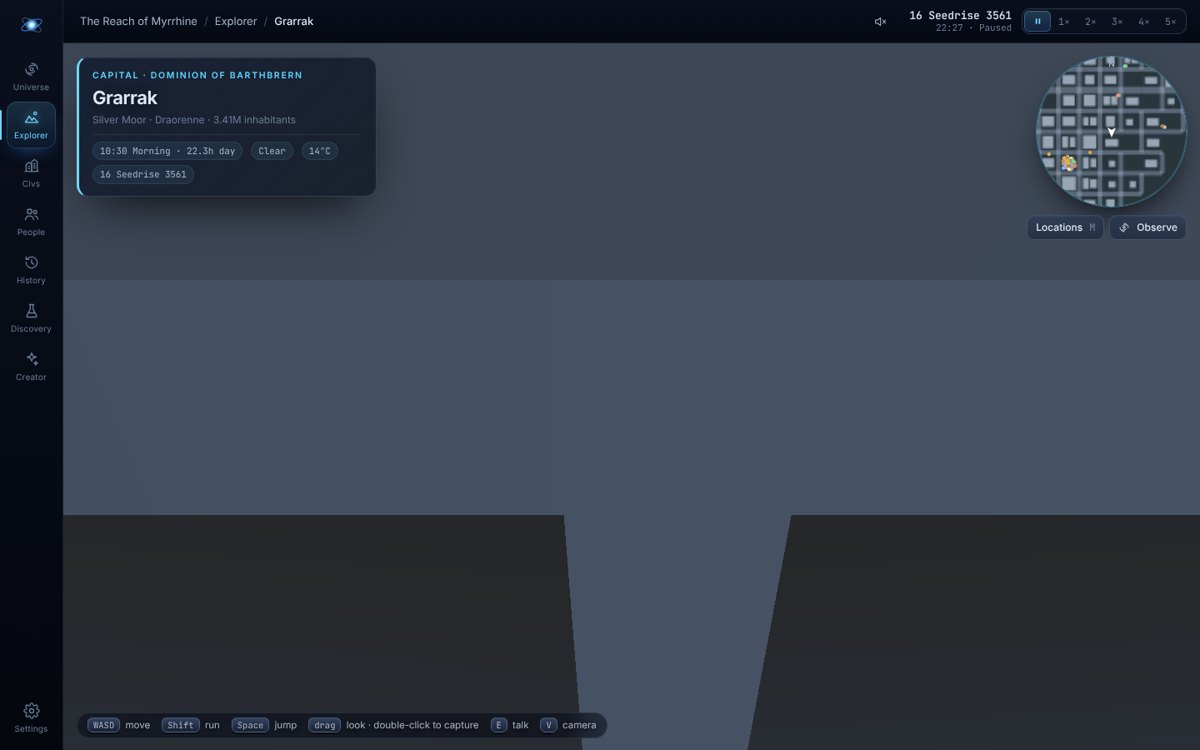 The Reach of Myrrhine / Explorer / Grarrak
16 Seedrise 3561
22:27 · Paused
1× 2× 3× 4× 5×
Universe
Explorer
Civs
People
History
Discovery
Creator
Settings
CAPITAL · DOMINION OF BARTHBRERN
Grarrak
Silver Moor · Draorenne · 3.41M inhabitants
10:30 Morning · 22.3h day Clear 14°C
16 Seedrise 3561
N
Locations M Observe
WASD move Shift run Space jump drag look · double-click to capture E talk V camera